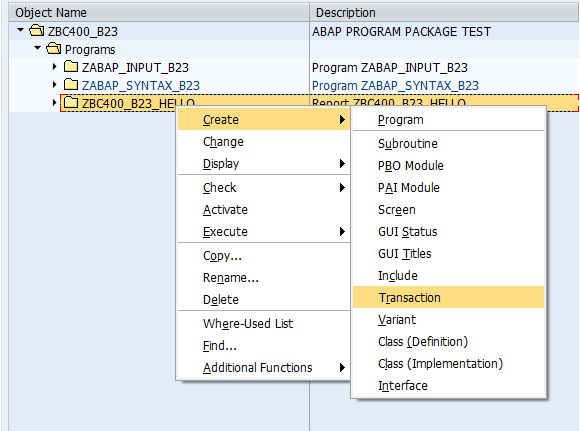 Object Name Description
ZBC400_B23 ABAP PROGRAM PACKAGE TEST
Programs
ZABAP_INPUT_B23 Program ZABAP_INPUT_B23
ZABAP_SYNTAX_B23 Program ZABAP_SYNTAX_B23
ZBC400_B23_HELLO Report ZBC400_B23_HELLO
Create
Change
Display
Check
Activate
Execute
Copy...
Rename...
Delete
Where-Used List
Find...
Additional Functions
Program
Subroutine
PBO Module
PAI Module
Screen
GUI Status
GUI Titles
Include
Transaction
Variant
Class (Definition)
Class (Implementation)
Interface